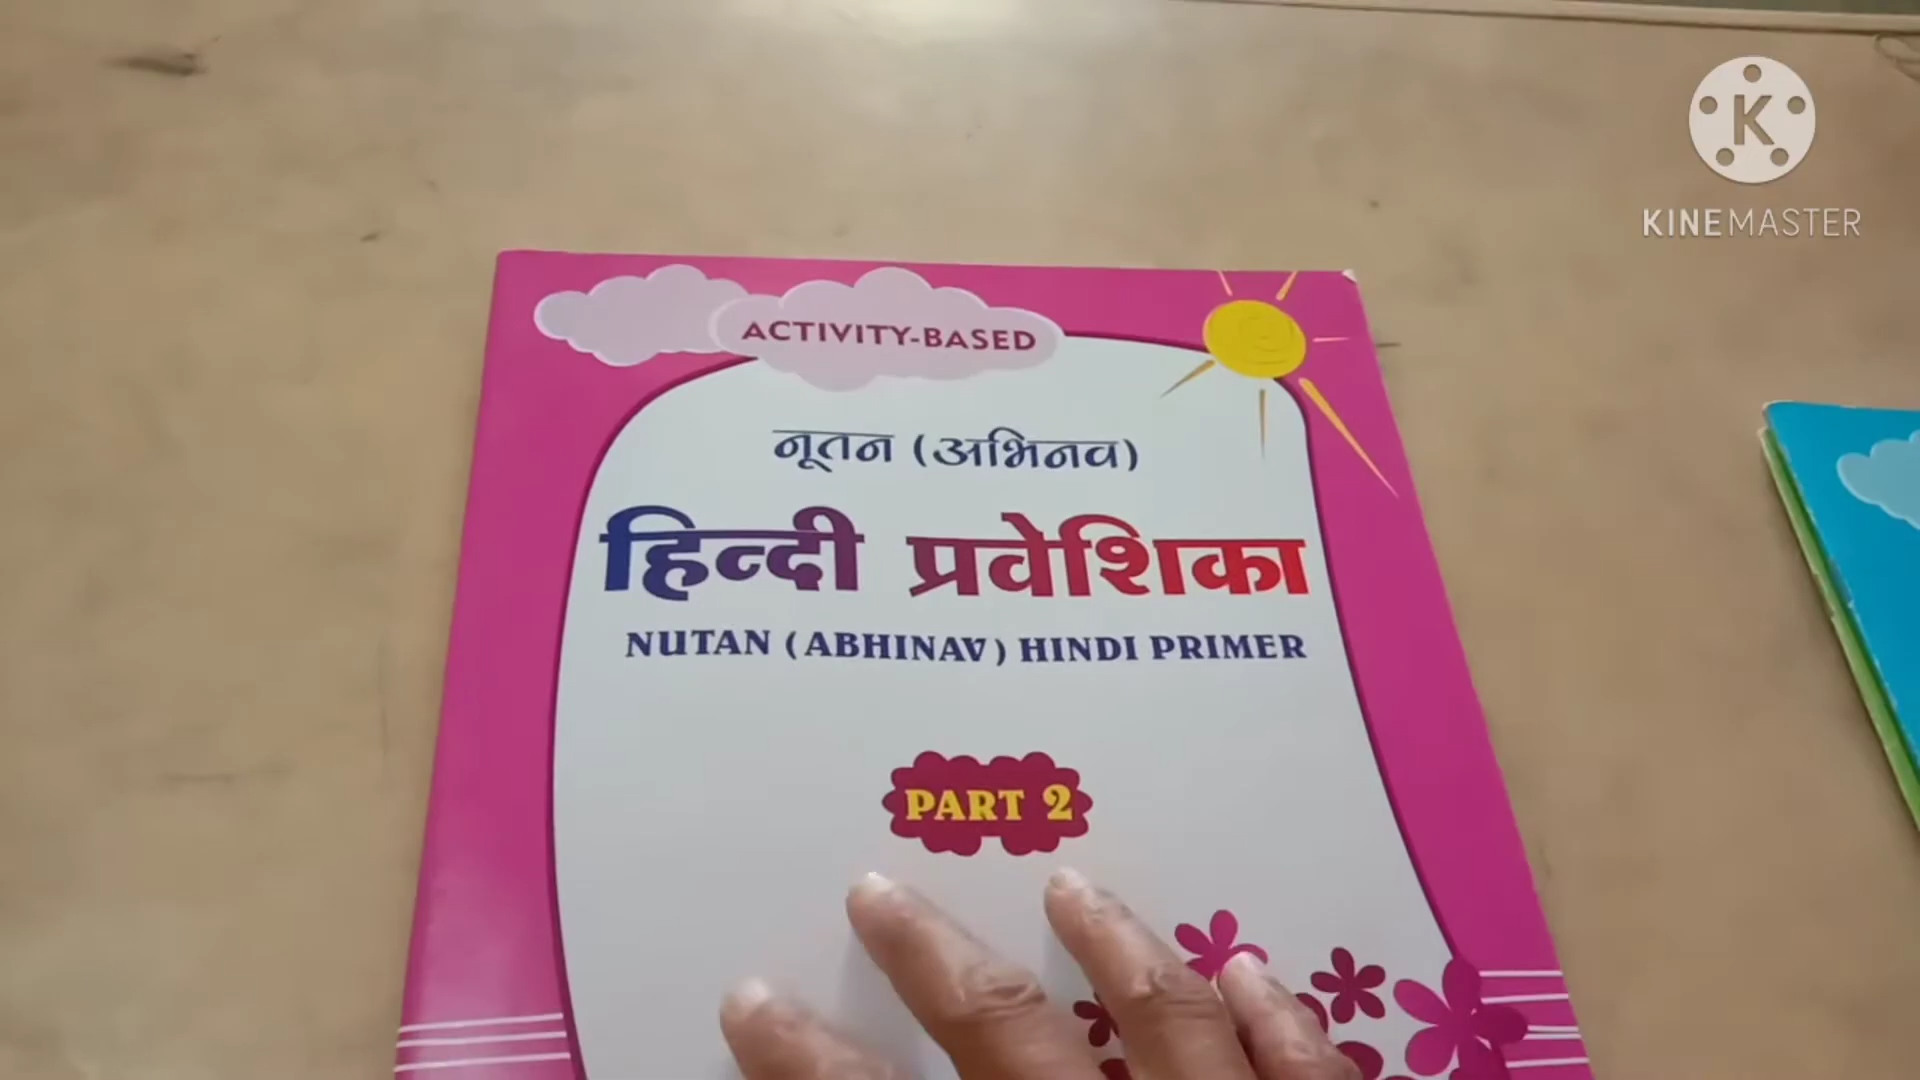 K
KINEMASTER
ACTIVITY-BASED
नूतन (अभिनव)
हिन्दी प्रवेशिका
NUTAN (ABHINAV) HINDI PRIMER
PART 2